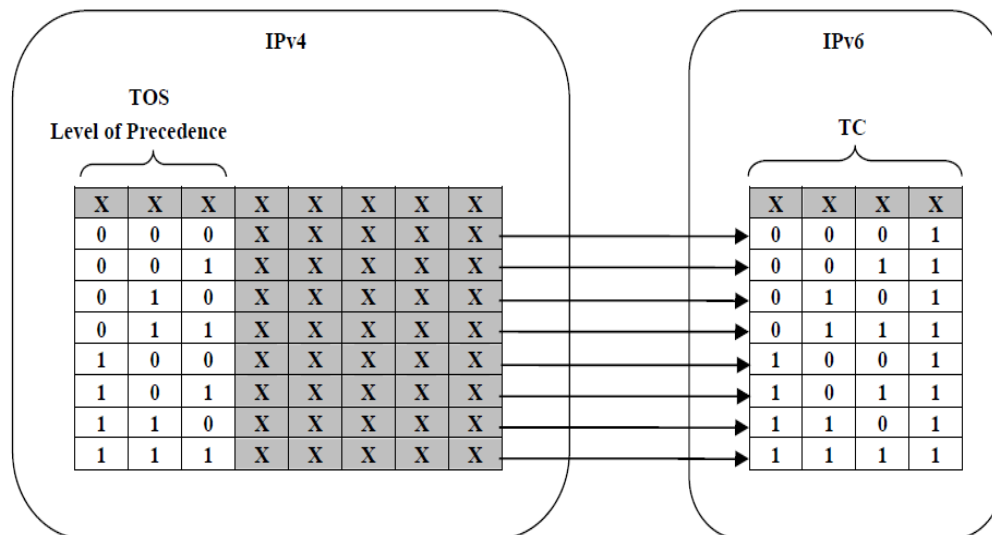 IPv4 IPv6
TOS
Level of Precedence TC
X X X X X X X X X X X X
0 0 0 X X X X X 0 0 0 1
0 0 1 X X X X X 0 0 1 1
0 1 0 X X X X X 0 1 0 1
0 1 1 X X X X X 0 1 1 1
1 0 0 X X X X X 1 0 0 1
1 0 1 X X X X X 1 0 1 1
1 1 0 X X X X X 1 1 0 1
1 1 1 X X X X X 1 1 1 1